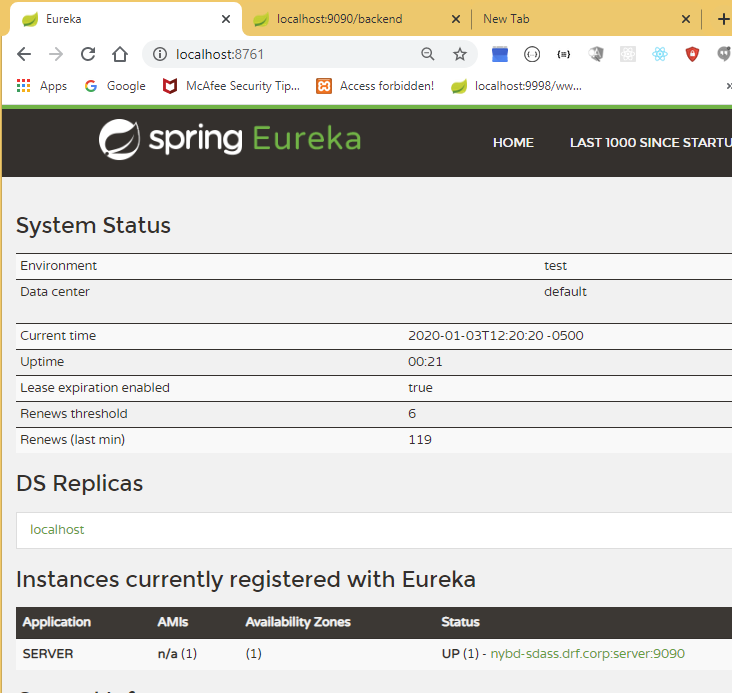 Eureka localhost:9090/backend New Tab
localhost:8761
Apps Google McAfee Security Tip... Access forbidden! localhost:9998/ww...
spring Eureka HOME LAST 1000 SINCE STARTU
System Status
Environment test
Data center default
Current time 2020-01-03T12:20:20 -0500
Uptime 00:21
Lease expiration enabled true
Renews threshold 6
Renews (last min) 119
DS Replicas
localhost
Instances currently registered with Eureka
Application AMIs Availability Zones Status
SERVER n/a (1) (1) UP (1) - nybd-sdass.drf.corp:server:9090